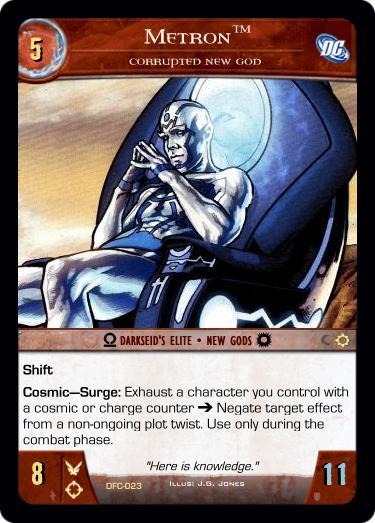 5
METRON™
CORRUPTED NEW GOD
DC
DARKSEID'S ELITE • NEW GODS
Shift
Cosmic—Surge: Exhaust a character you control with
a cosmic or charge counter ➔ Negate target effect
from a non-ongoing plot twist. Use only during the
combat phase.
"Here is knowledge."
8
DFC-023
ILLUS: J.G. JONES
11